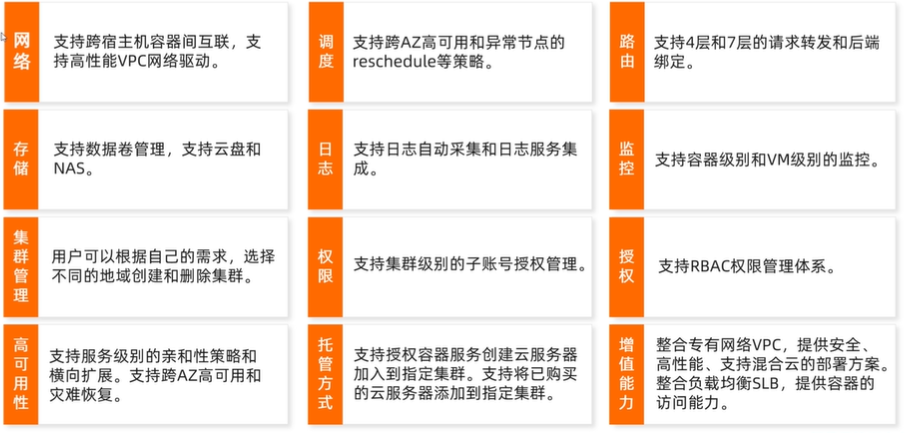 网络
支持跨宿主机容器间互联，支
持高性能VPC网络驱动。
调度
支持跨AZ高可用和异常节点的
reschedule等策略。
路由
支持4层和7层的请求转发和后端
绑定。
存储
支持数据卷管理，支持云盘和
NAS。
日志
支持日志自动采集和日志服务集
成。
监控
支持容器级别和VM级别的监控。
集群管理
用户可以根据自己的需求，选择
不同的地域创建和删除集群。
权限
支持集群级别的子账号授权管理。
授权
支持RBAC权限管理体系。
高可用性
支持服务级别的亲和性策略和
横向扩展。支持跨AZ高可用和
灾难恢复。
托管方式
支持授权容器服务创建云服务器
加入到指定集群。支持将已购买
的云服务器添加到指定集群。
增值能力
整合专有网络VPC，提供安全、
高性能、支持混合云的部署方案。
整合负载均衡SLB，提供容器的
访问能力。